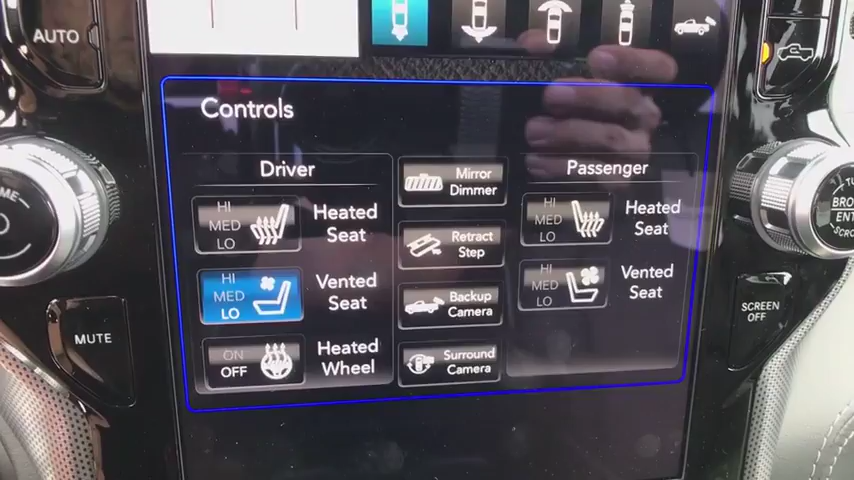 AUTO
Controls
Driver
HI
MED
LO
Heated
Seat
HI
MED
LO
Vented
Seat
ON
OFF
Heated
Wheel
Mirror
Dimmer
Retract
Step
Backup
Camera
Surround
Camera
Passenger
HI
MED
LO
Heated
Seat
HI
MED
LO
Vented
Seat
MUTE
SCREEN
OFF